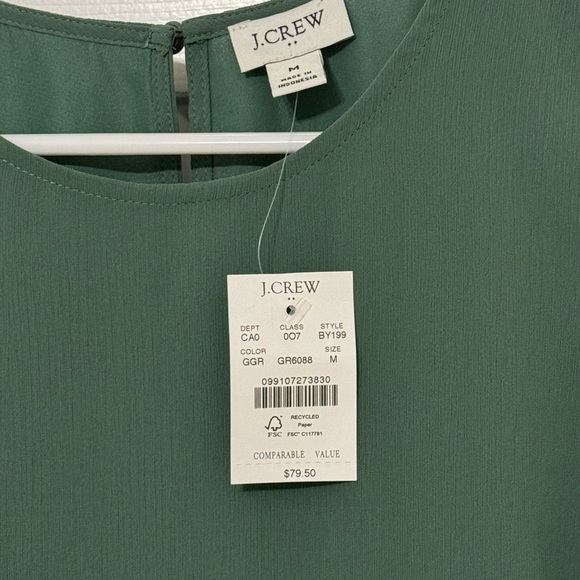 J.CREW
M
MADE IN
INDONESIA
J.CREW
DEPT CLASS STYLE
CA0 0O7 BY199
COLOR SIZE
GGR GR6088 M
099107273830
RECYCLED
Paper
FSC FSC® C117781
COMPARABLE VALUE
$79.50